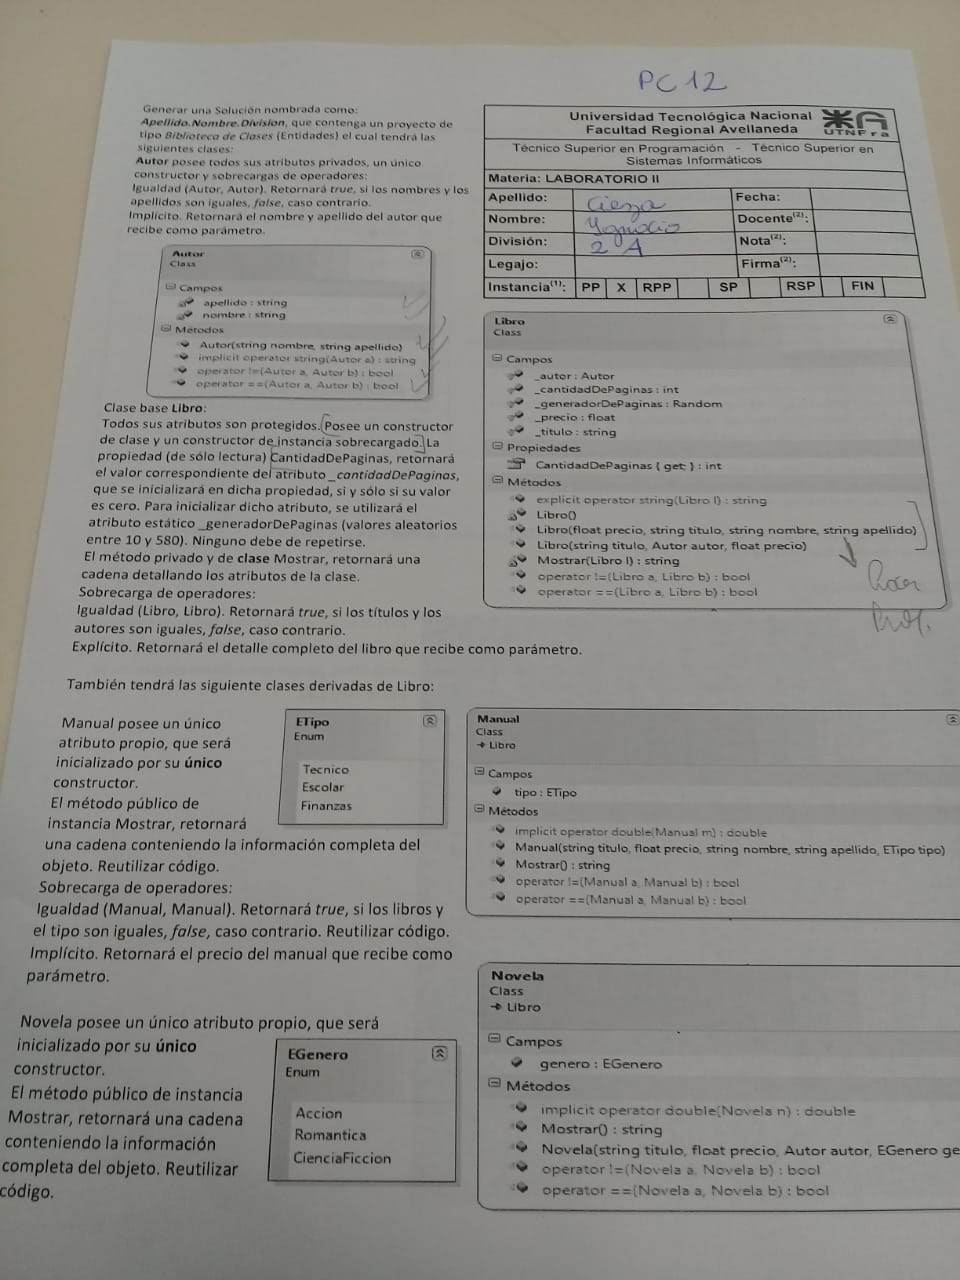 PC 12
Generar una Solución nombrada como:
Apellido.Nombre.Division, que contenga un proyecto de
tipo Biblioteca de Clases (Entidades) el cual tendrá las
siguientes clases:
Autor posee todos sus atributos privados, un único
constructor y sobrecargas de operadores:
Igualdad (Autor, Autor). Retornará true, si los nombres y los
apellidos son iguales, false, caso contrario.
Implícito. Retornará el nombre y apellido del autor que
recibe como parámetro.
Universidad Tecnológica Nacional
Facultad Regional Avellaneda
UTNFra
Técnico Superior en Programación - Técnico Superior en
Sistemas Informáticos
Materia: LABORATORIO II
Apellido: Cieza Fecha:
Nombre: Ygnacio Docente(2):
División: 2°A Nota(2):
Legajo: Firma(2):
Instancia(1): PP X RPP SP RSP FIN
Autor
Class
Campos
apellido : string
nombre : string
Métodos
Autor(string nombre, string apellido)
implicit operator string(Autor a) : string
operator !=(Autor a, Autor b) : bool
operator ==(Autor a, Autor b) : bool
Clase base Libro:
Todos sus atributos son protegidos. Posee un constructor
de clase y un constructor de instancia sobrecargado. La
propiedad (de sólo lectura) CantidadDePaginas, retornará
el valor correspondiente del atributo _cantidadDePaginas,
que se inicializará en dicha propiedad, si y sólo si su valor
es cero. Para inicializar dicho atributo, se utilizará el
atributo estático _generadorDePaginas (valores aleatorios
entre 10 y 580). Ninguno debe de repetirse.
El método privado y de clase Mostrar, retornará una
cadena detallando los atributos de la clase.
Sobrecarga de operadores:
Igualdad (Libro, Libro). Retornará true, si los títulos y los
autores son iguales, false, caso contrario.
Explícito. Retornará el detalle completo del libro que recibe como parámetro.
Libro
Class
Campos
_autor : Autor
_cantidadDePaginas : int
_generadorDePaginas : Random
_precio : float
_titulo : string
Propiedades
CantidadDePaginas { get; } : int
Métodos
explicit operator string(Libro l) : string
Libro()
Libro(float precio, string titulo, string nombre, string apellido)
Libro(string titulo, Autor autor, float precio)
Mostrar(Libro l) : string
operator !=(Libro a, Libro b) : bool
operator ==(Libro a, Libro b) : bool
También tendrá las siguiente clases derivadas de Libro:
Manual posee un único
atributo propio, que será
inicializado por su único
constructor.
El método público de
instancia Mostrar, retornará
una cadena conteniendo la información completa del
objeto. Reutilizar código.
Sobrecarga de operadores:
Igualdad (Manual, Manual). Retornará true, si los libros y
el tipo son iguales, false, caso contrario. Reutilizar código.
Implícito. Retornará el precio del manual que recibe como
parámetro.
ETipo
Enum
Tecnico
Escolar
Finanzas
Manual
Class
Libro
Campos
tipo : ETipo
Métodos
implicit operator double(Manual m) : double
Manual(string titulo, float precio, string nombre, string apellido, ETipo tipo)
Mostrar() : string
operator !=(Manual a, Manual b) : bool
operator ==(Manual a, Manual b) : bool
Novela posee un único atributo propio, que será
inicializado por su único
constructor.
El método público de instancia
Mostrar, retornará una cadena
conteniendo la información
completa del objeto. Reutilizar
código.
EGenero
Enum
Accion
Romantica
CienciaFiccion
Novela
Class
Libro
Campos
genero : EGenero
Métodos
implicit operator double(Novela n) : double
Mostrar() : string
Novela(string titulo, float precio, Autor autor, EGenero ge
operator !=(Novela a, Novela b) : bool
operator ==(Novela a, Novela b) : bool